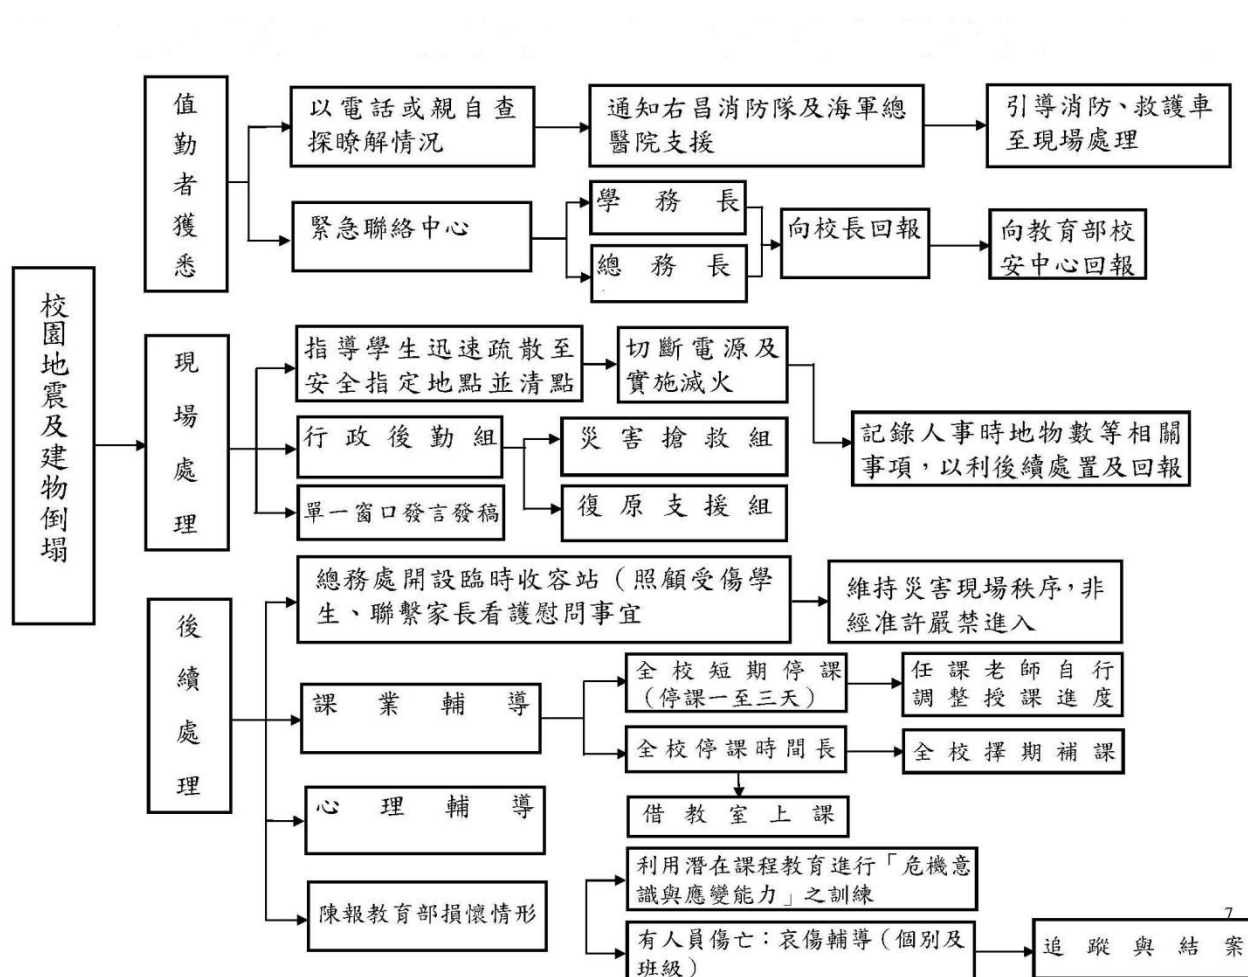 校園地震及建物倒塌
值勤者獲悉
以電話或親自查
探瞭解情況
通知右昌消防隊及海軍總
醫院支援
引導消防、救護車
至現場處理
緊急聯絡中心
學務長
總務長
向校長回報
向教育部校
安中心回報
現場處理
指導學生迅速疏散至
安全指定地點並清點
切斷電源及
實施滅火
記錄人事時地物數等相關
事項，以利後續處置及回報
行政後勤組
災害搶救組
復原支援組
單一窗口發言發稿
後續處理
總務處開設臨時收容站（照顧受傷學
生、聯繫家長看護慰問事宜
維持災害現場秩序，非
經准許嚴禁進入
課業輔導
全校短期停課
（停課一至三天）
任課老師自行
調整授課進度
全校停課時間長
全校擇期補課
借教室上課
心理輔導
陳報教育部損懷情形
利用潛在課程教育進行「危機意
識與應變能力」之訓練
有人員傷亡：哀傷輔導（個別及
班級）
追蹤與結案
7